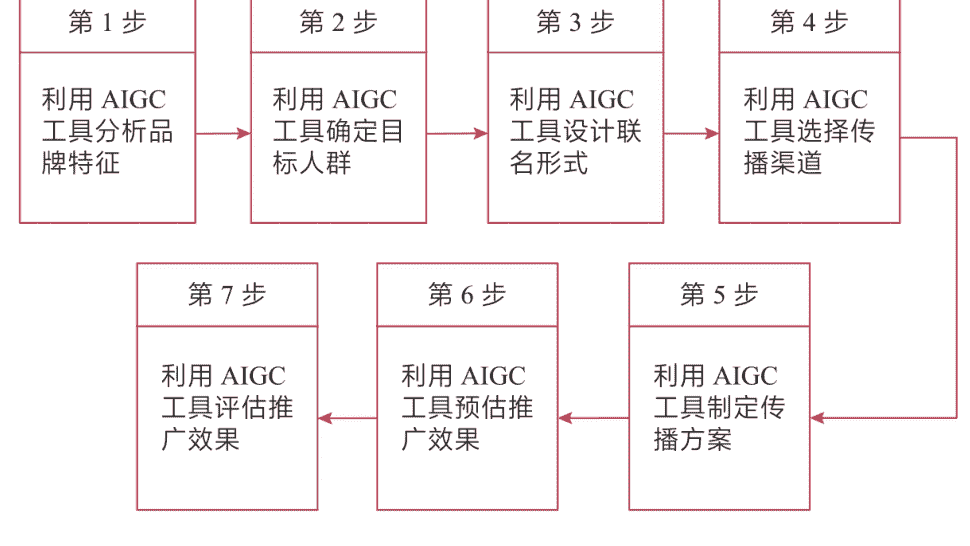 第 1 步
利用 AIGC
工具分析品
牌特征
第 2 步
利用 AIGC
工具确定目
标人群
第 3 步
利用 AIGC
工具设计联
名形式
第 4 步
利用 AIGC
工具选择传
播渠道
第 5 步
利用 AIGC
工具制定传
播方案
第 6 步
利用 AIGC
工具预估推
广效果
第 7 步
利用 AIGC
工具评估推
广效果